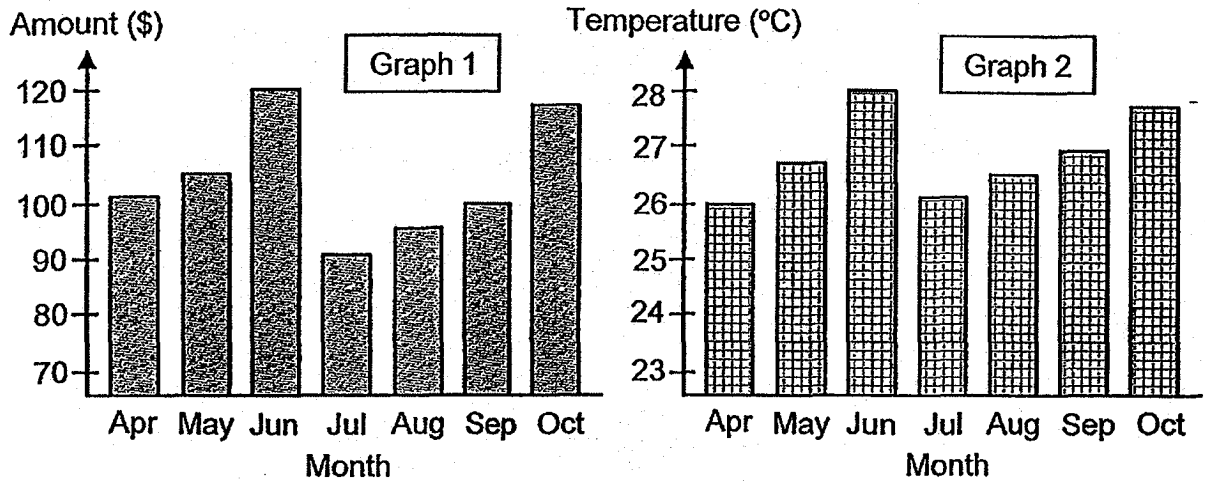 Amount ($)
Graph 1
120
110
100
90
80
70
Apr May Jun Jul Aug Sep Oct
Month
Temperature (ºC)
Graph 2
28
27
26
25
24
23
Apr May Jun Jul Aug Sep Oct
Month